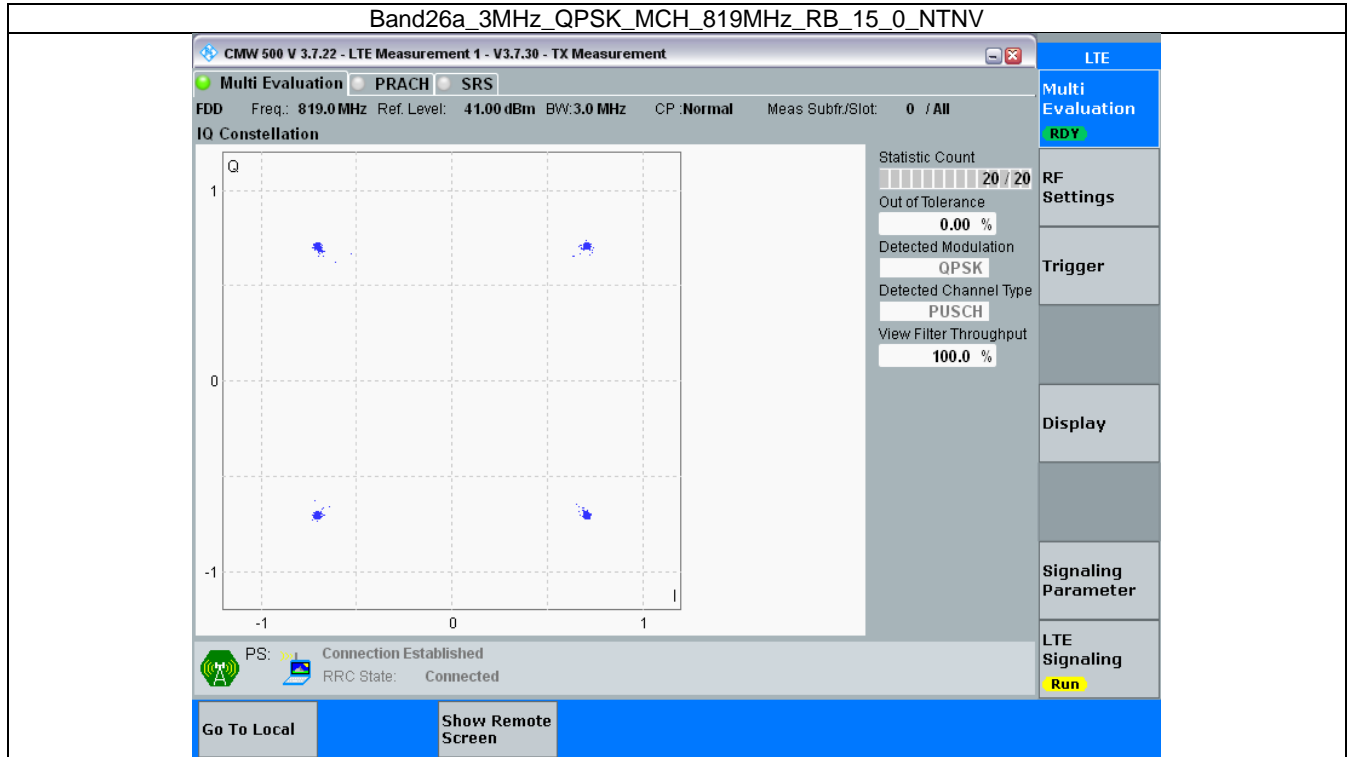 Band26a_3MHz_QPSK_MCH_819MHz_RB_15_0_NTNV
CMW 500 V 3.7.22 - LTE Measurement 1 - V3.7.30 - TX Measurement
LTE
Multi Evaluation PRACH SRS
Multi
Evaluation
RDY
FDD Freq.: 819.0 MHz Ref. Level: 41.00 dBm BW:3.0 MHz CP :Normal Meas Subfr./Slot: 0 / All
IQ Constellation
Q
1
0
-1
I
-1 0 1
Statistic Count
20 / 20
Out of Tolerance
0.00 %
Detected Modulation
QPSK
Detected Channel Type
PUSCH
View Filter Throughput
100.0 %
RF
Settings
Trigger
Display
Signaling
Parameter
LTE
Signaling
Run
PS: Connection Established
RRC State: Connected
Go To Local
Show Remote
Screen